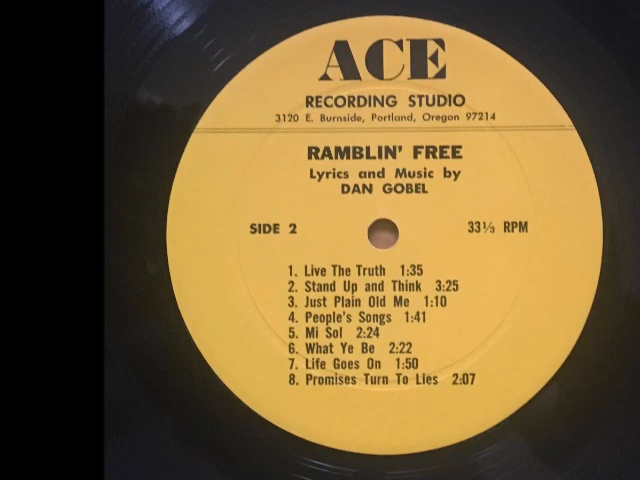 ACE
RECORDING STUDIO
3120 E. Burnside, Portland, Oregon 97214
RAMBLIN' FREE
Lyrics and Music by
DAN GOBEL
SIDE 2
33⅓ RPM
1. Live The Truth 1:35
2. Stand Up and Think 3:25
3. Just Plain Old Me 1:10
4. People's Songs 1:41
5. Mi Sol 2:24
6. What Ye Be 2:22
7. Life Goes On 1:50
8. Promises Turn To Lies 2:07